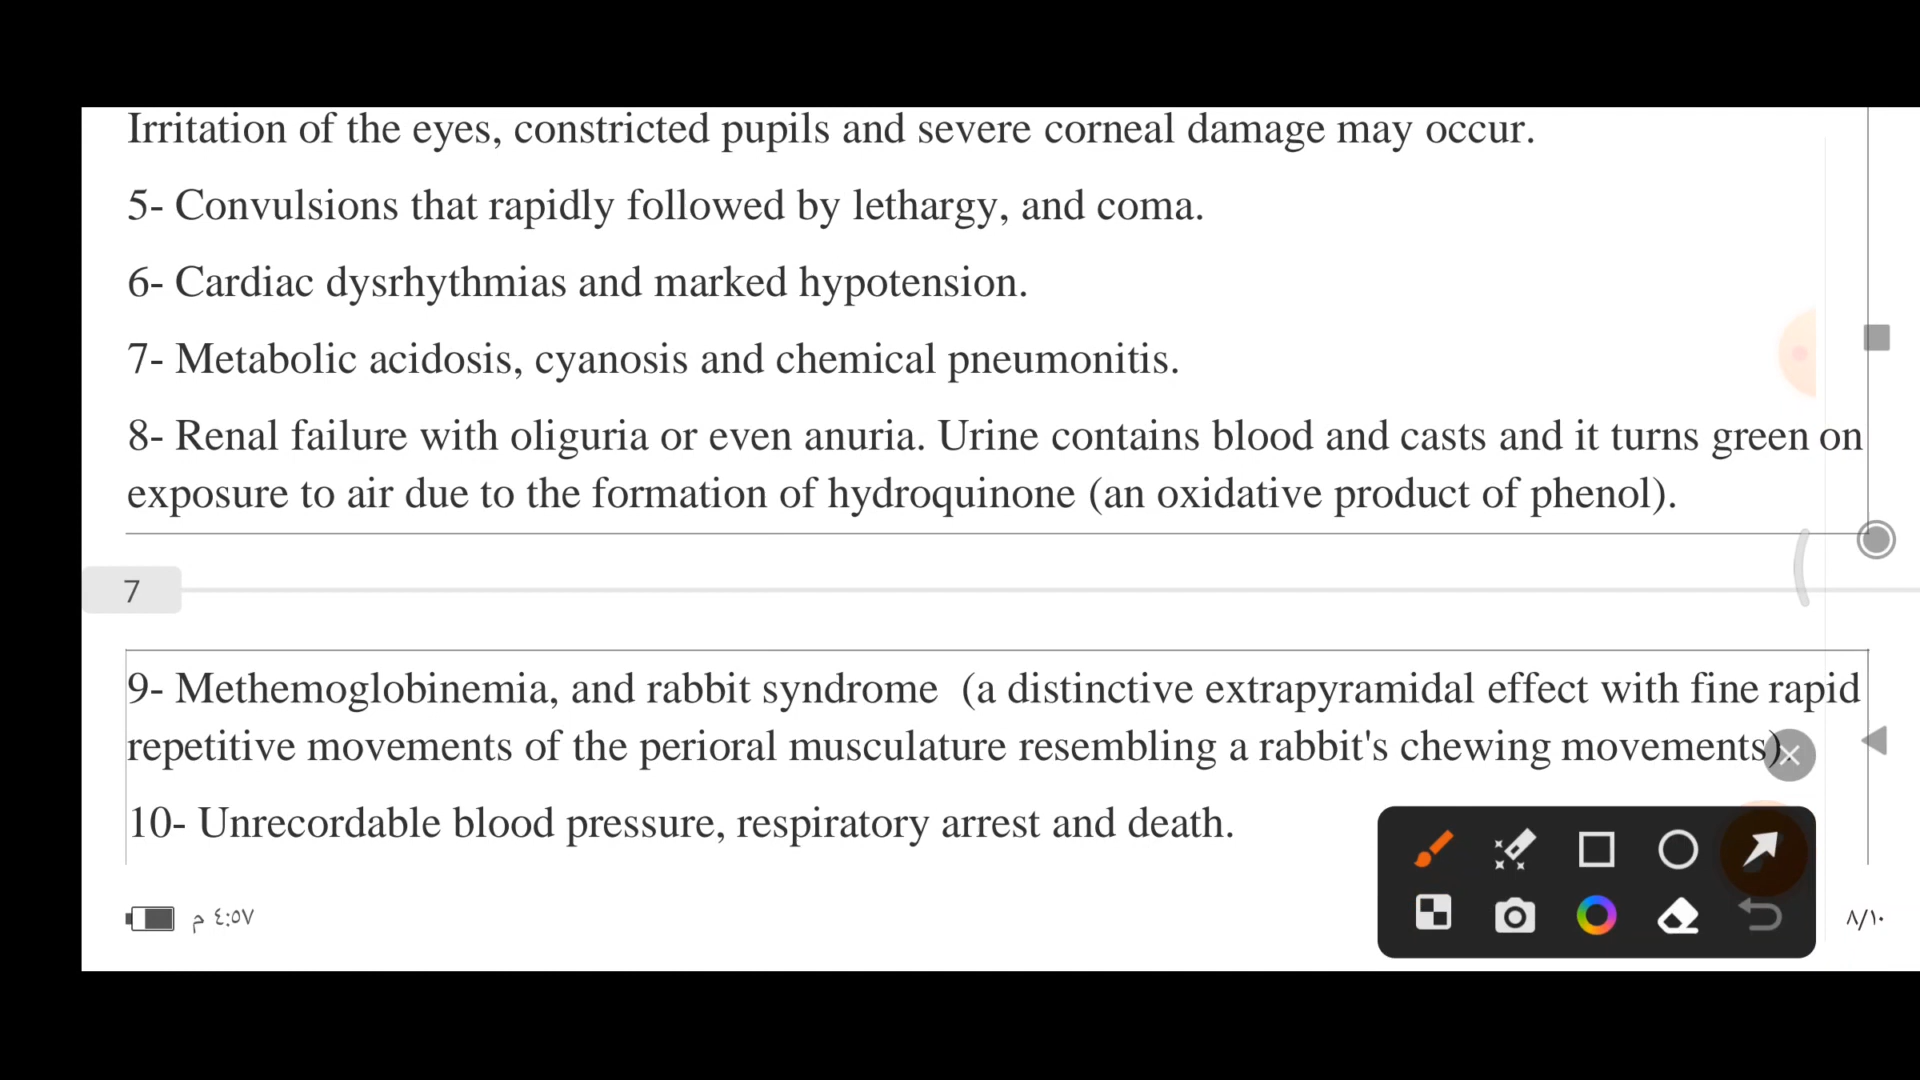 Irritation of the eyes, constricted pupils and severe corneal damage may occur.
5- Convulsions that rapidly followed by lethargy, and coma.
6- Cardiac dysrhythmias and marked hypotension.
7- Metabolic acidosis, cyanosis and chemical pneumonitis.
8- Renal failure with oliguria or even anuria. Urine contains blood and casts and it turns green on
exposure to air due to the formation of hydroquinone (an oxidative product of phenol).
7
9- Methemoglobinemia, and rabbit syndrome (a distinctive extrapyramidal effect with fine rapid
repetitive movements of the perioral musculature resembling a rabbit's chewing movements).
10- Unrecordable blood pressure, respiratory arrest and death.
٤:٥٧ م
٨/١٠